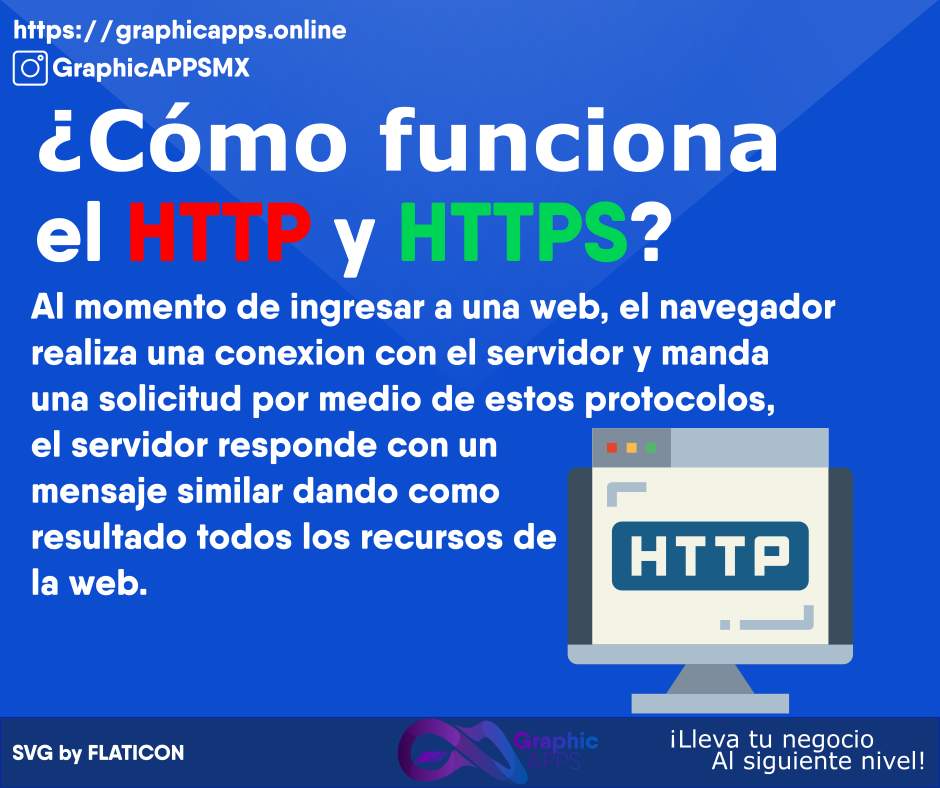 https://graphicapps.online
GraphicAPPSMX
¿Cómo funciona
el HTTP y HTTPS?
Al momento de ingresar a una web, el navegador
realiza una conexion con el servidor y manda
una solicitud por medio de estos protocolos,
el servidor responde con un
mensaje similar dando como
resultado todos los recursos de
la web.
HTTP
SVG by FLATICON
Graphic
APPS
¡Lleva tu negocio
Al siguiente nivel!